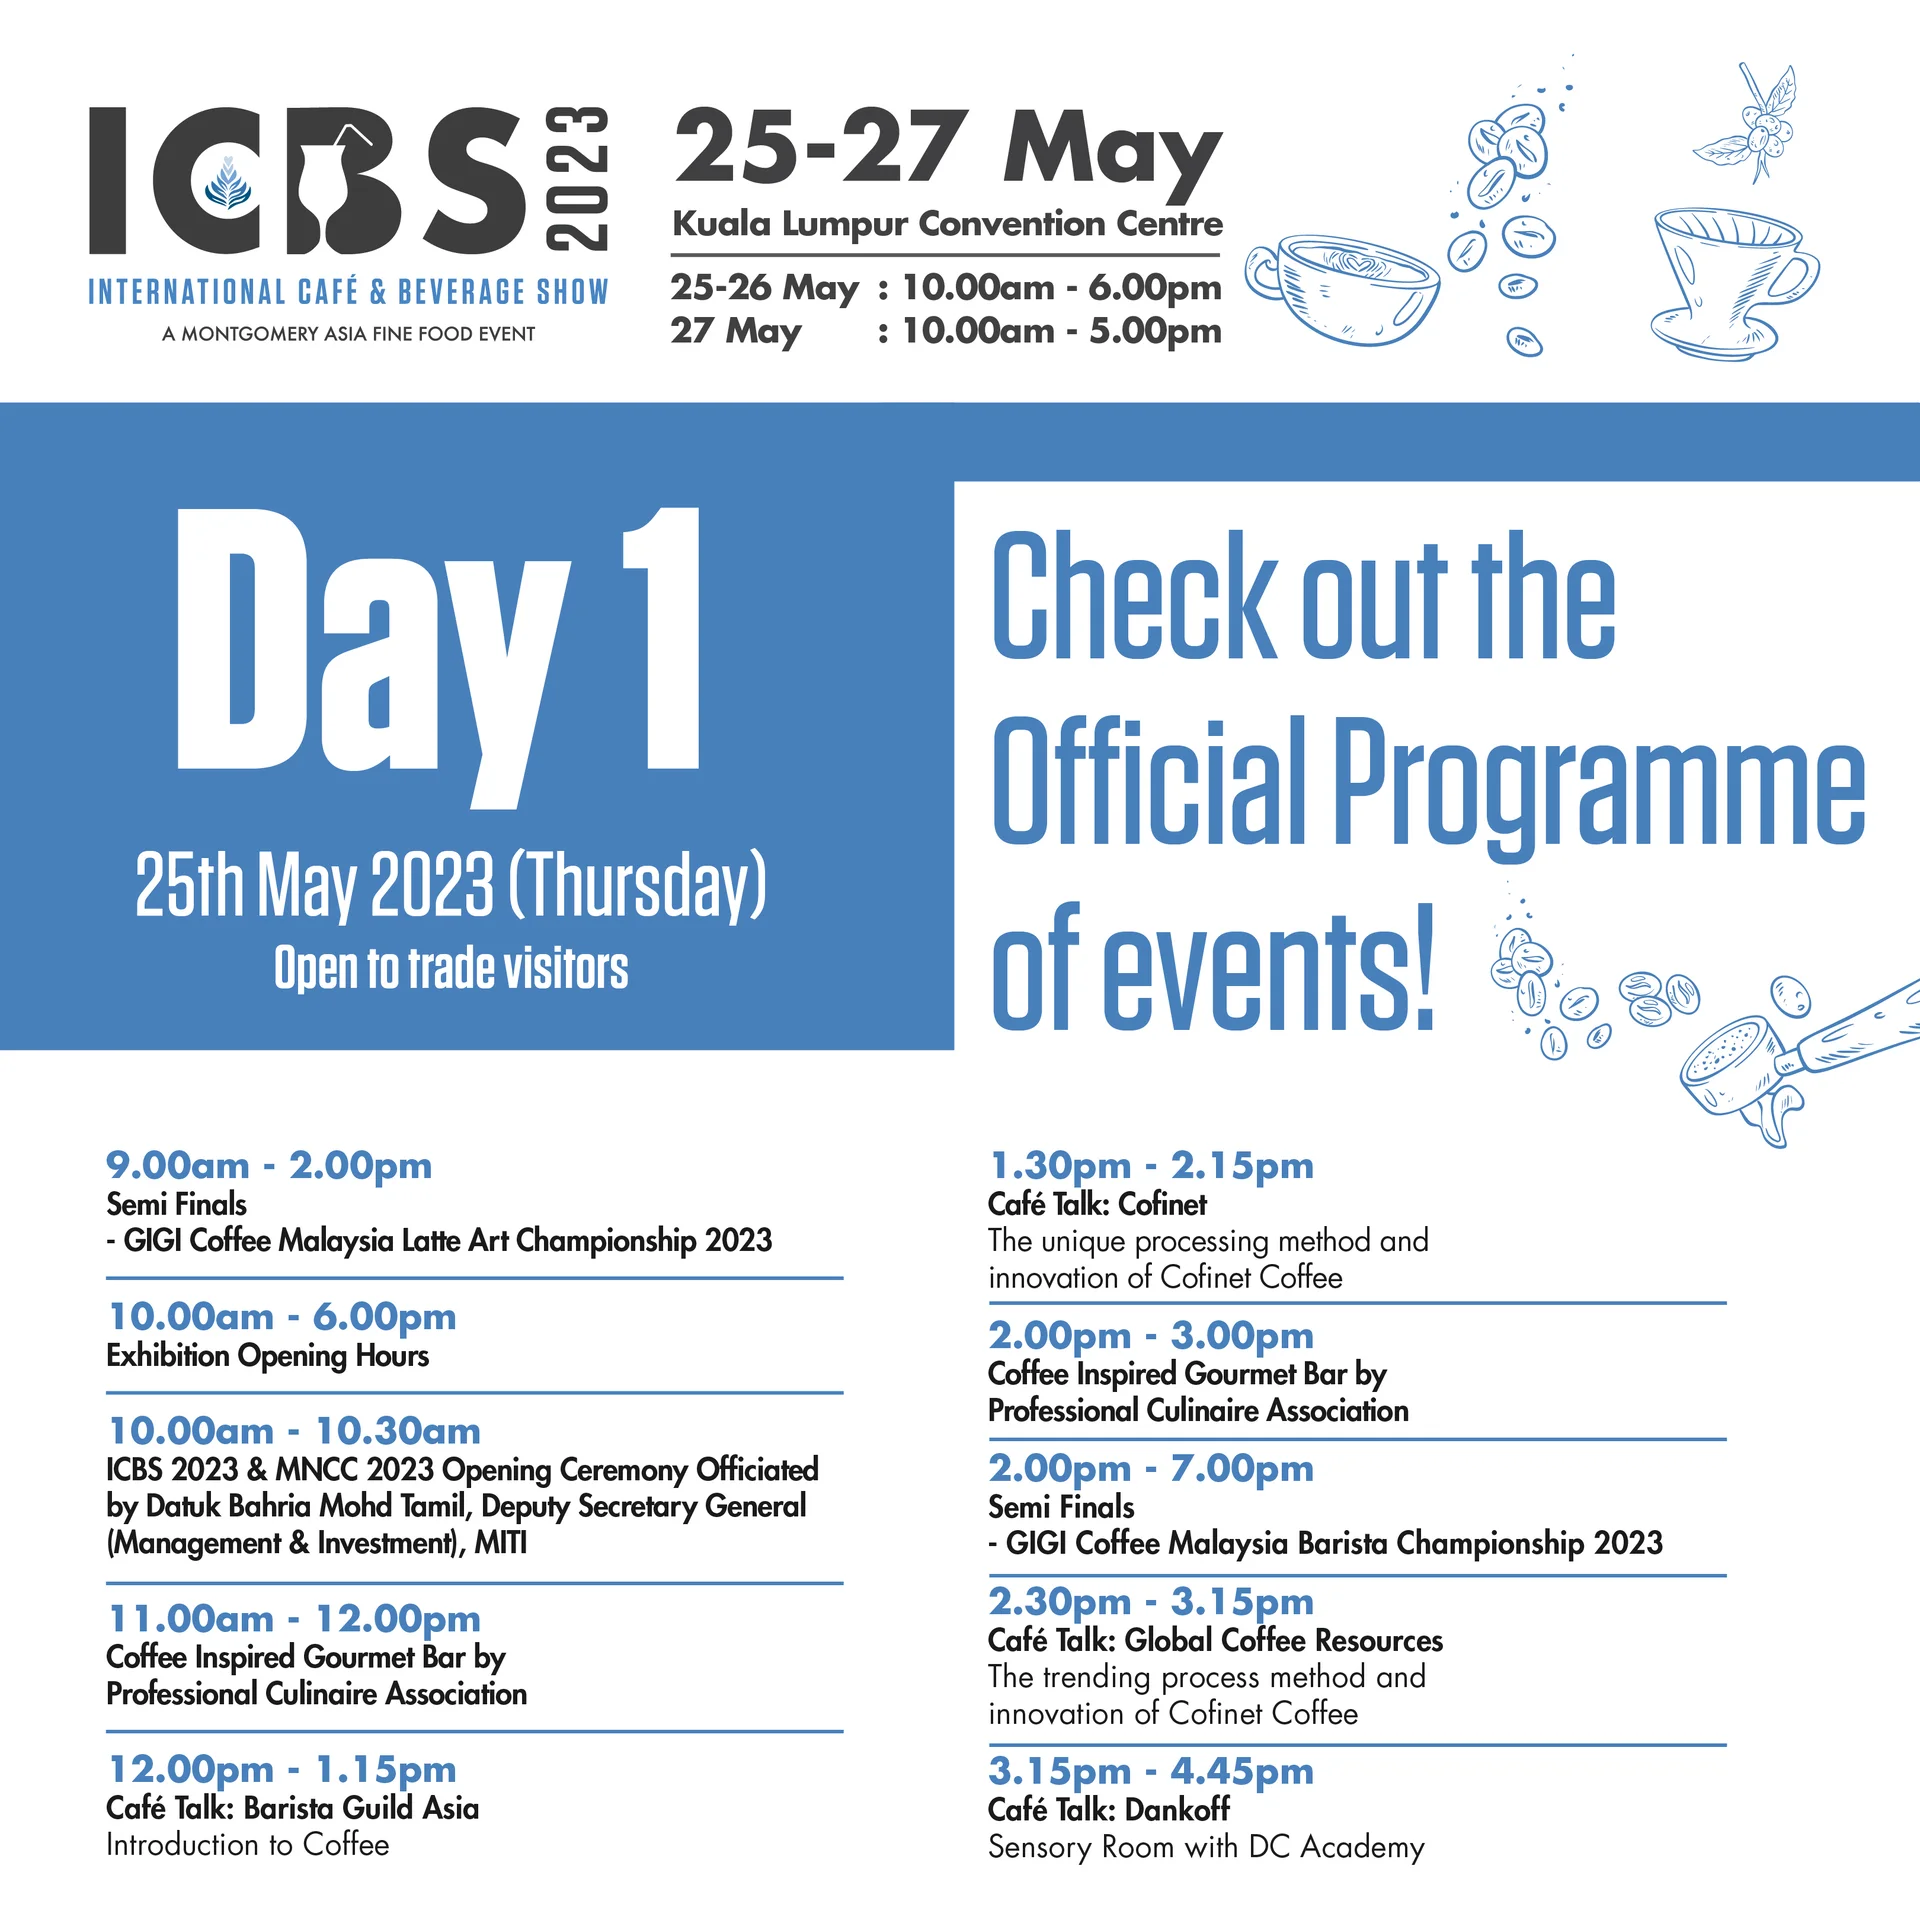 ICBS 2023
INTERNATIONAL CAFÉ & BEVERAGE SHOW
A MONTGOMERY ASIA FINE FOOD EVENT
25-27 May
Kuala Lumpur Convention Centre
25-26 May : 10.00am - 6.00pm
27 May : 10.00am - 5.00pm
Day 1
25th May 2023 (Thursday)
Open to trade visitors
Check out the
Official Programme
of events!
9.00am - 2.00pm
Semi Finals
- GIGI Coffee Malaysia Latte Art Championship 2023
10.00am - 6.00pm
Exhibition Opening Hours
10.00am - 10.30am
ICBS 2023 & MNCC 2023 Opening Ceremony Officiated
by Datuk Bahria Mohd Tamil, Deputy Secretary General
(Management & Investment), MITI
11.00am - 12.00pm
Coffee Inspired Gourmet Bar by
Professional Culinaire Association
12.00pm - 1.15pm
Café Talk: Barista Guild Asia
Introduction to Coffee
1.30pm - 2.15pm
Café Talk: Cofinet
The unique processing method and
innovation of Cofinet Coffee
2.00pm - 3.00pm
Coffee Inspired Gourmet Bar by
Professional Culinaire Association
2.00pm - 7.00pm
Semi Finals
- GIGI Coffee Malaysia Barista Championship 2023
2.30pm - 3.15pm
Café Talk: Global Coffee Resources
The trending process method and
innovation of Cofinet Coffee
3.15pm - 4.45pm
Café Talk: Dankoff
Sensory Room with DC Academy